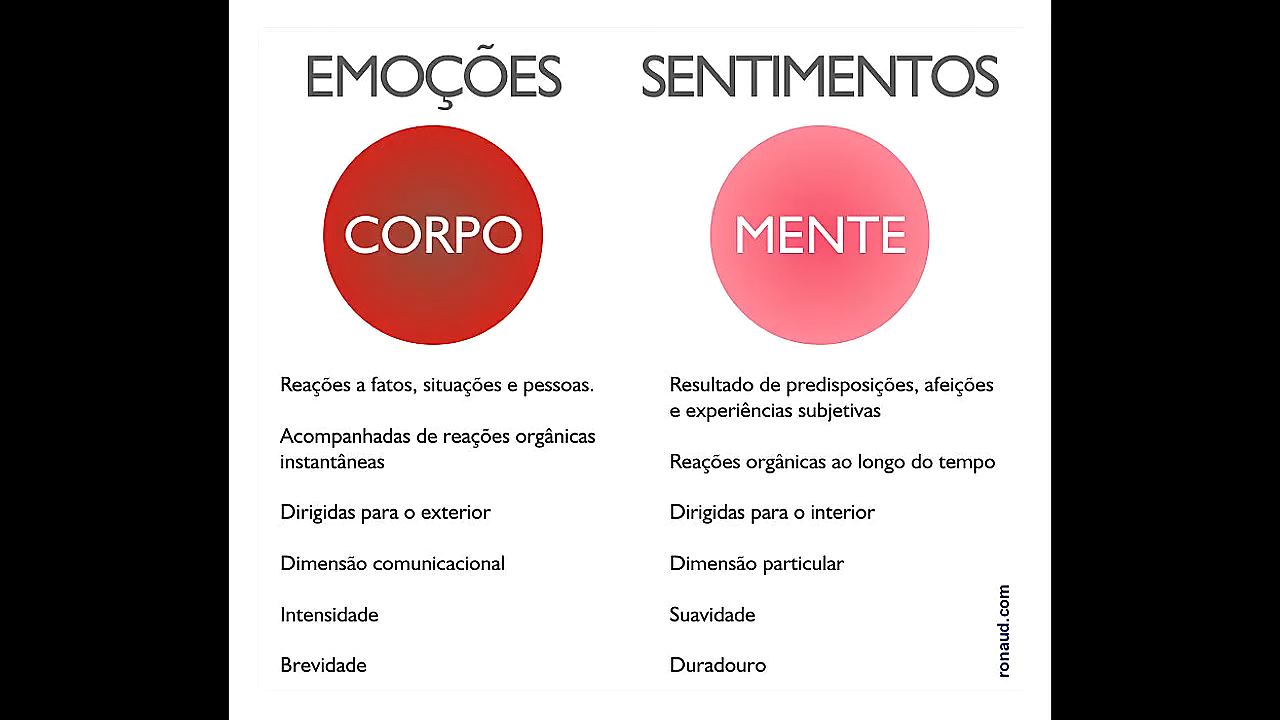 EMOÇÕES
CORPO
Reações a fatos, situações e pessoas.
Acompanhadas de reações orgânicas
instantâneas
Dirigidas para o exterior
Dimensão comunicacional
Intensidade
Brevidade
SENTIMENTOS
MENTE
Resultado de predisposições, afeições
e experiências subjetivas
Reações orgânicas ao longo do tempo
Dirigidas para o interior
Dimensão particular
Suavidade
Duradouro
ronaud.com